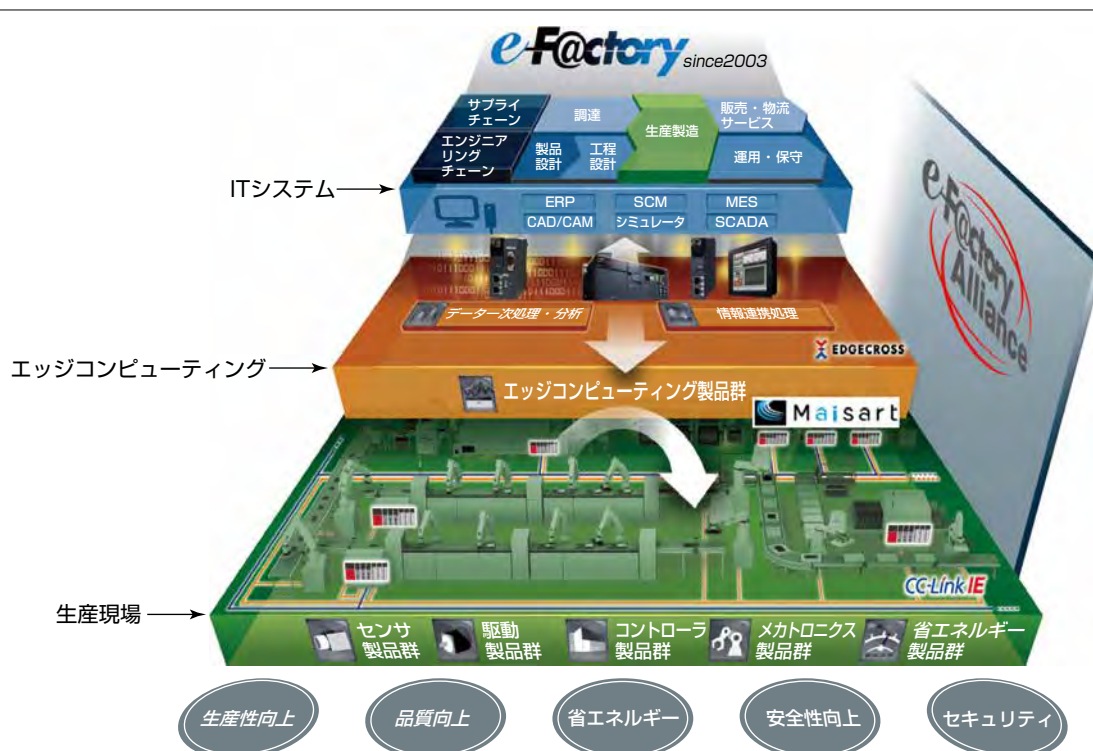 e-F@ctory since2003
サプライ
チェーン
調達
生産製造
販売・物流
サービス
エンジニア
リング
チェーン
製品
設計
工程
設計
運用・保守
ITシステム
ERP
SCM
MES
CAD/CAM
シミュレータ
SCADA
データ一次処理・分析
情報連携処理
EDGECROSS
エッジコンピューティング
エッジコンピューティング製品群
Maisart
e-F@ctory
Alliance
CC-Link IE
生産現場
センサ
製品群
駆動
製品群
コントローラ
製品群
メカトロニクス
製品群
省エネルギー
製品群
生産性向上
品質向上
省エネルギー
安全性向上
セキュリティ